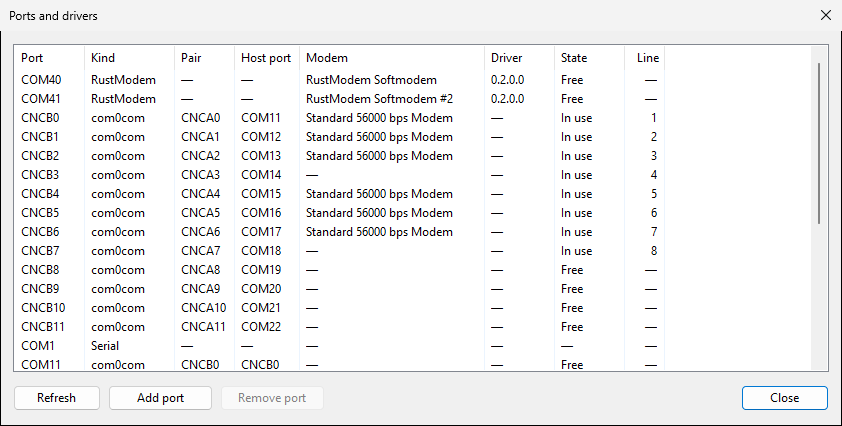 Ports and drivers
Port Kind Pair Host port Modem Driver State Line
COM40 RustModem — — RustModem Softmodem 0.2.0.0 Free —
COM41 RustModem — — RustModem Softmodem #2 0.2.0.0 Free —
CNCB0 com0com CNCA0 COM11 Standard 56000 bps Modem — In use 1
CNCB1 com0com CNCA1 COM12 Standard 56000 bps Modem — In use 2
CNCB2 com0com CNCA2 COM13 Standard 56000 bps Modem — In use 3
CNCB3 com0com CNCA3 COM14 — — In use 4
CNCB4 com0com CNCA4 COM15 Standard 56000 bps Modem — In use 5
CNCB5 com0com CNCA5 COM16 Standard 56000 bps Modem — In use 6
CNCB6 com0com CNCA6 COM17 Standard 56000 bps Modem — In use 7
CNCB7 com0com CNCA7 COM18 — — In use 8
CNCB8 com0com CNCA8 COM19 — — Free —
CNCB9 com0com CNCA9 COM20 — — Free —
CNCB10 com0com CNCA10 COM21 — — Free —
CNCB11 com0com CNCA11 COM22 — — Free —
COM1 Serial — — — — — —
COM11 com0com CNCB0 CNCB0 — — Free —
Refresh Add port Remove port Close